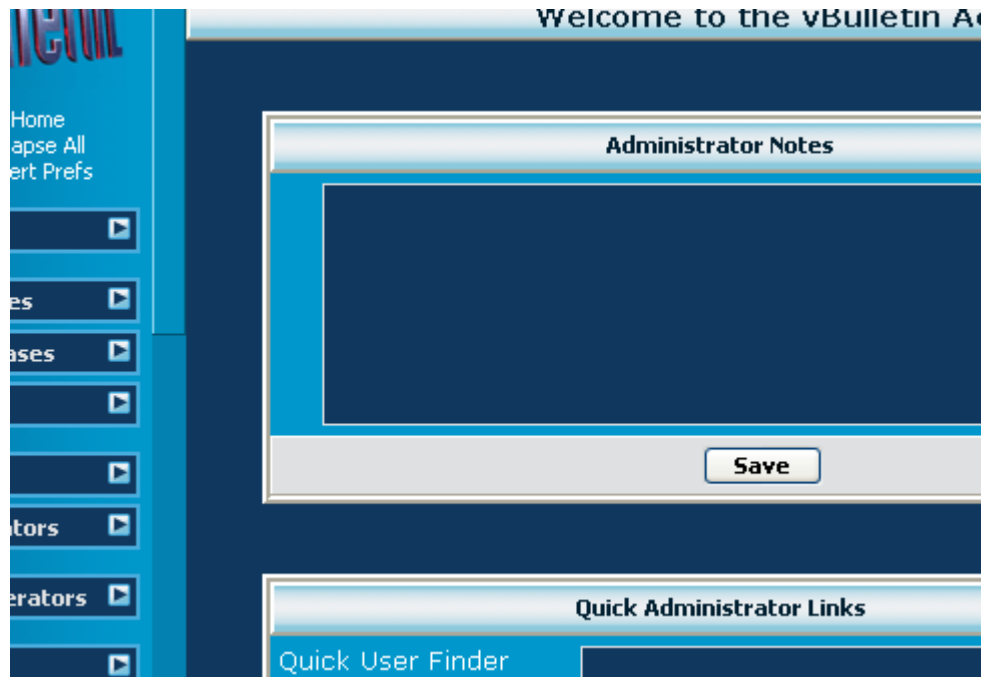 Welcome to the vBulletin A
Home
apse All
ert Prefs
es
ases
tors
erators
Administrator Notes
Save
Quick Administrator Links
Quick User Finder